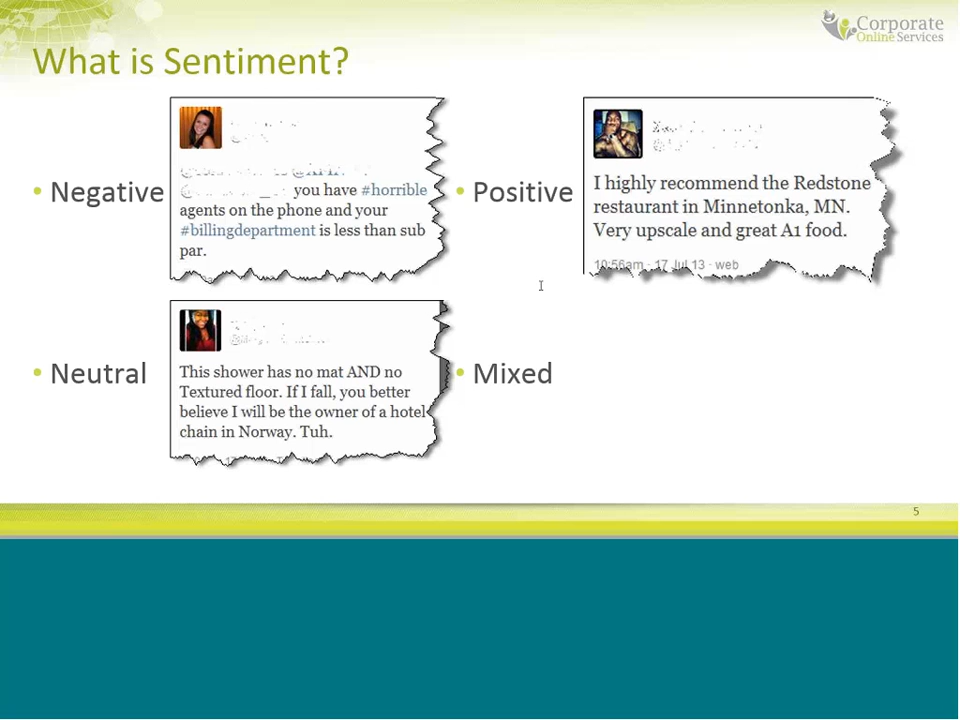 Corporate
Online Services
What is Sentiment?
• Negative
you have #horrible
agents on the phone and your
#billingdepartment is less than sub
par.
• Positive
I highly recommend the Redstone
restaurant in Minnetonka, MN.
Very upscale and great A1 food.
10:56am · 17 Jul 13 · web
• Neutral
This shower has no mat AND no
Textured floor. If I fall, you better
believe I will be the owner of a hotel
chain in Norway. Tuh.
• Mixed
5